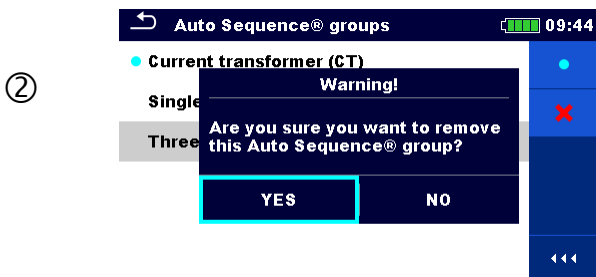 Auto Sequence® groups 09:44
Current transformer (CT)
②
Single
Three
Warning!
Are you sure you want to remove
this Auto Sequence® group?
YES NO